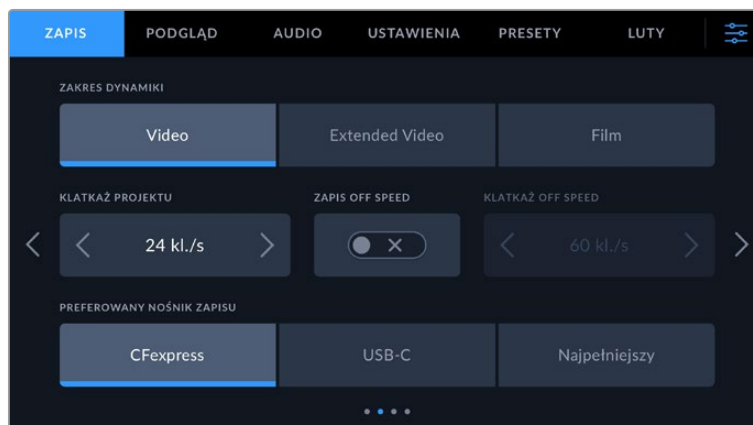 ZAPIS PODGLĄD AUDIO USTAWIENIA PRESETY LUTY
ZAKRES DYNAMIKI
Video Extended Video Film
KLATKAŻ PROJEKTU ZAPIS OFF SPEED KLATKAŻ OFF SPEED
24 kl./s 60 kl./s
PREFEROWANY NOŚNIK ZAPISU
CFexpress USB-C Najpełniejszy